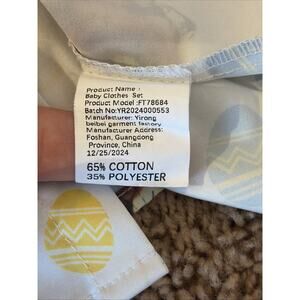 Product Name :
Baby Clothes Set
Product Model :FT78684
Batch No:YR2024000553
Manufacturer: Yirong
beibei garment factory
Manufacturer Address:
Foshan, Guangdong
Province, China
12/25/2024
65% COTTON
35% POLYESTER